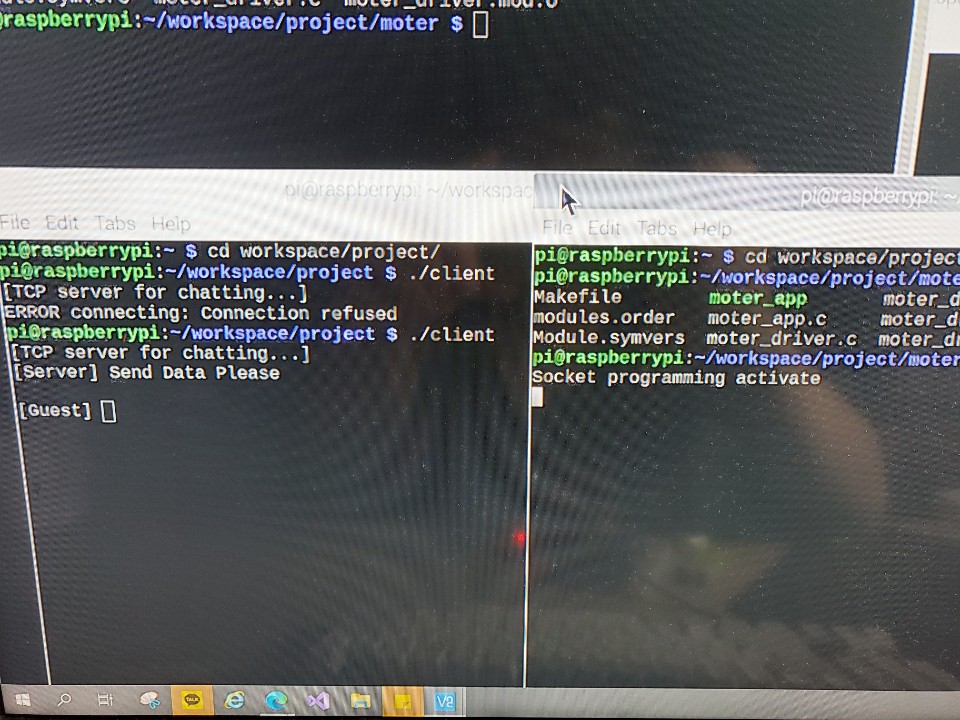 moter_driver.c moter_driver.mod.o
@raspberrypi:~/workspace/project/moter $
pi@raspberrypi: ~/workspac
File Edit Tabs Help
pi@raspberrypi:~ $ cd workspace/project/
pi@raspberrypi:~/workspace/project $ ./client
[TCP server for chatting...]
ERROR connecting: Connection refused
pi@raspberrypi:~/workspace/project $ ./client
[TCP server for chatting...]
[Server] Send Data Please
[Guest]
pi@raspberrypi: ~/
File Edit Tabs Help
pi@raspberrypi:~ $ cd workspace/project
pi@raspberrypi:~/workspace/project/mote
Makefile moter_app moter_d
modules.order moter_app.c moter_d
Module.symvers moter_driver.c moter_dr
pi@raspberrypi:~/workspace/project/moter
Socket programming activate
TALK
V2